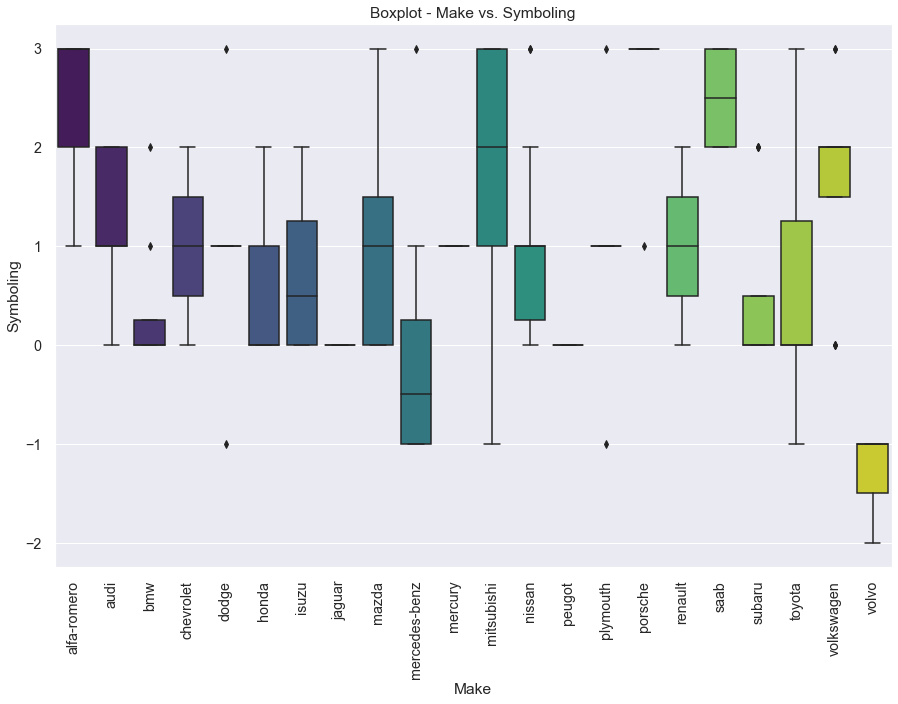 Boxplot - Make vs. Symboling
3
2
1
0
−1
−2
Symboling
alfa-romero
audi
bmw
chevrolet
dodge
honda
isuzu
jaguar
mazda
mercedes-benz
mercury
mitsubishi
nissan
peugot
plymouth
porsche
renault
saab
subaru
toyota
volkswagen
volvo
Make